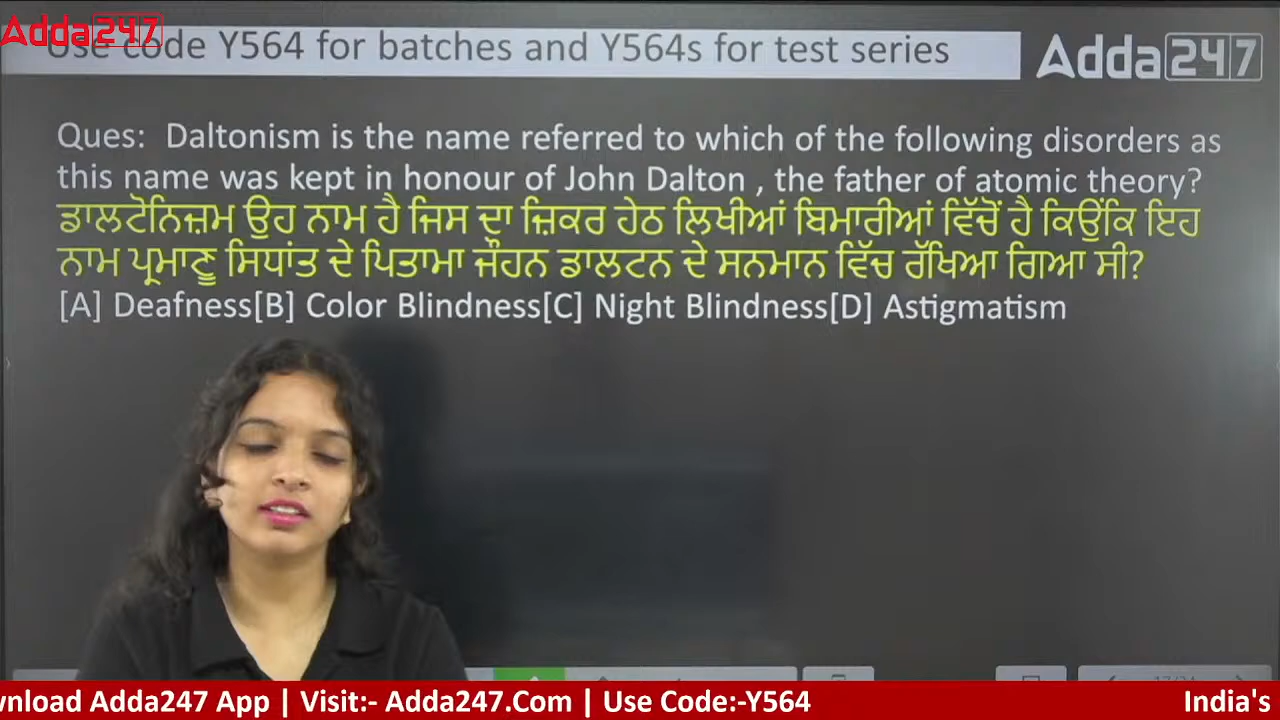 Adda247
Use code Y564 for batches and Y564s for test series
Adda247
Ques: Daltonism is the name referred to which of the following disorders as
this name was kept in honour of John Dalton , the father of atomic theory?
ਡਾਲਟੋਨਿਜ਼ਮ ਉਹ ਨਾਮ ਹੈ ਜਿਸ ਦਾ ਜ਼ਿਕਰ ਹੇਠ ਲਿਖੀਆਂ ਬਿਮਾਰੀਆਂ ਵਿੱਚੋਂ ਹੈ ਕਿਉਂਕਿ ਇਹ
ਨਾਮ ਪ੍ਰਮਾਣੂ ਸਿਧਾਂਤ ਦੇ ਪਿਤਾਮਾ ਜੌਹਨ ਡਾਲਟਨ ਦੇ ਸਨਮਾਨ ਵਿੱਚ ਰੱਖਿਆ ਗਿਆ ਸੀ?
[A] Deafness[B] Color Blindness[C] Night Blindness[D] Astigmatism
wnload Adda247 App | Visit:- Adda247.Com | Use Code:-Y564
India's